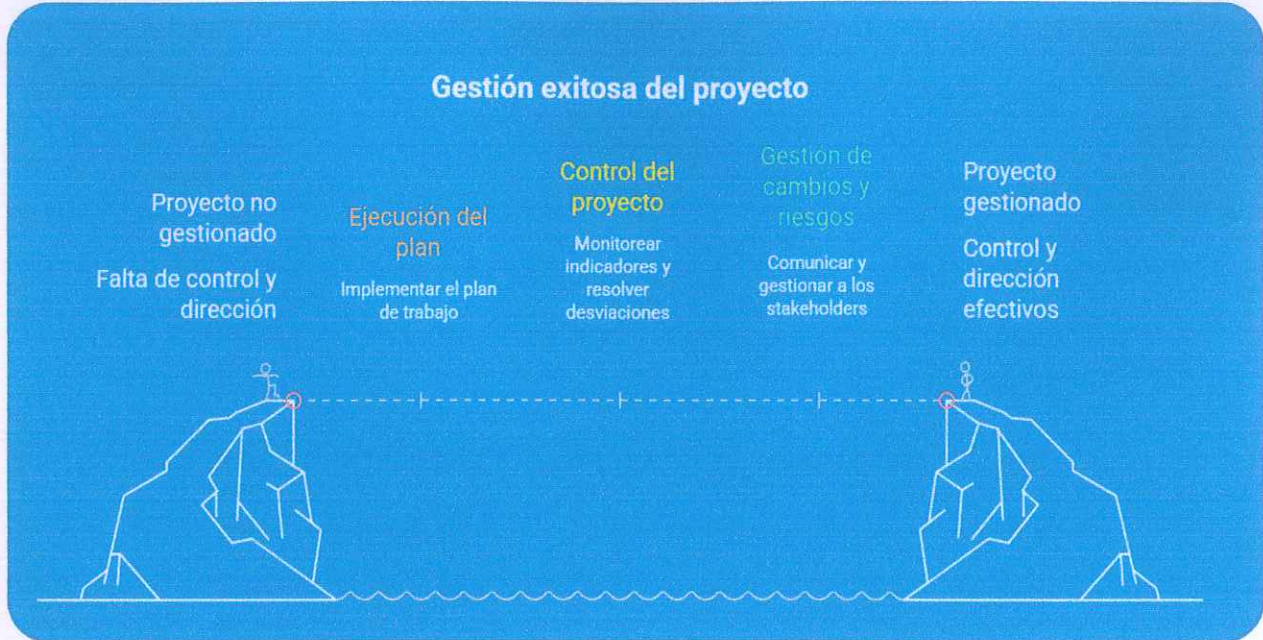 Gestión exitosa del proyecto
Proyecto no
gestionado
Falta de control y
dirección
Ejecución del
plan
Implementar el plan
de trabajo
Control del
proyecto
Monitorear
indicadores y
resolver
desviaciones
Gestión de
cambios y
riesgos
Comunicar y
gestionar a los
stakeholders
Proyecto
gestionado
Control y
dirección
efectivos